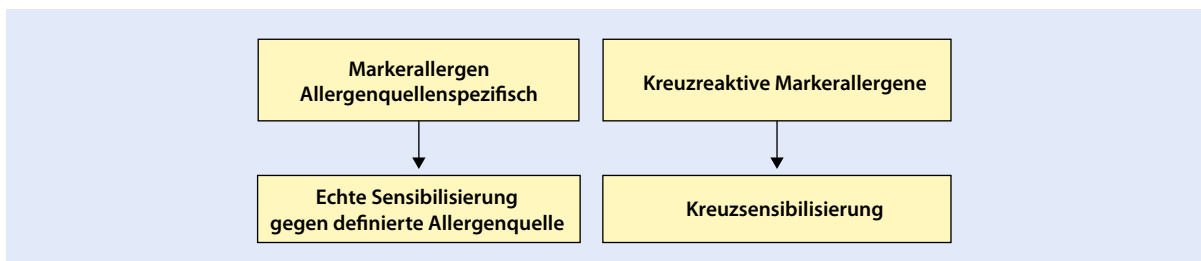 Markerallergen
Allergenquellenspezifisch
Kreuzreaktive Markerallergene
Echte Sensibilisierung
gegen definierte Allergenquelle
Kreuzsensibilisierung